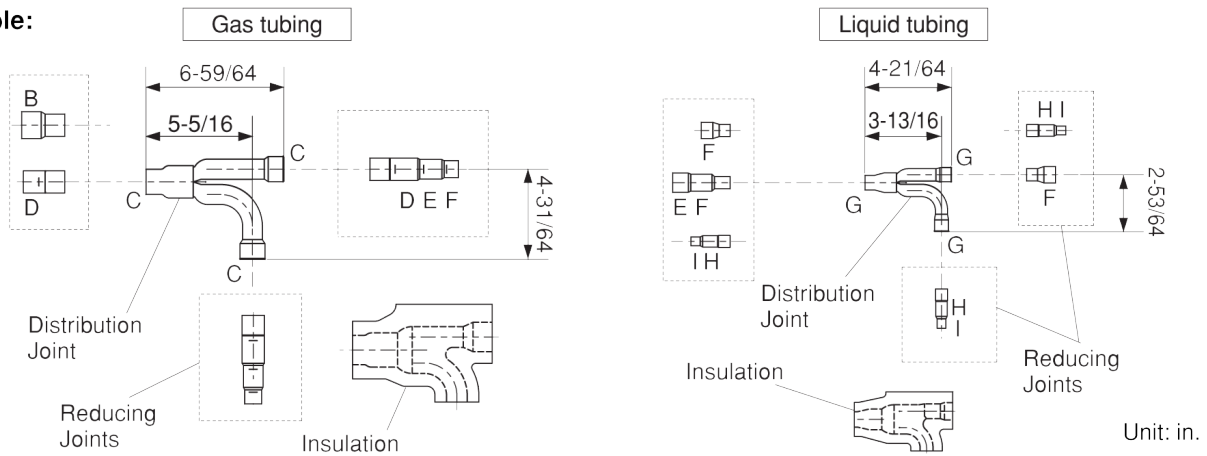 ble:
Gas tubing
6-59/64
5-5/16
B
D
C
C
C
D E F
4-31/64
Distribution
Joint
Reducing
Joints
Insulation
Liquid tubing
4-21/64
3-13/16
F
E F
I H
G
G
G
H I
F
2-53/64
Distribution
Joint
H
I
Reducing
Joints
Insulation
Unit: in.